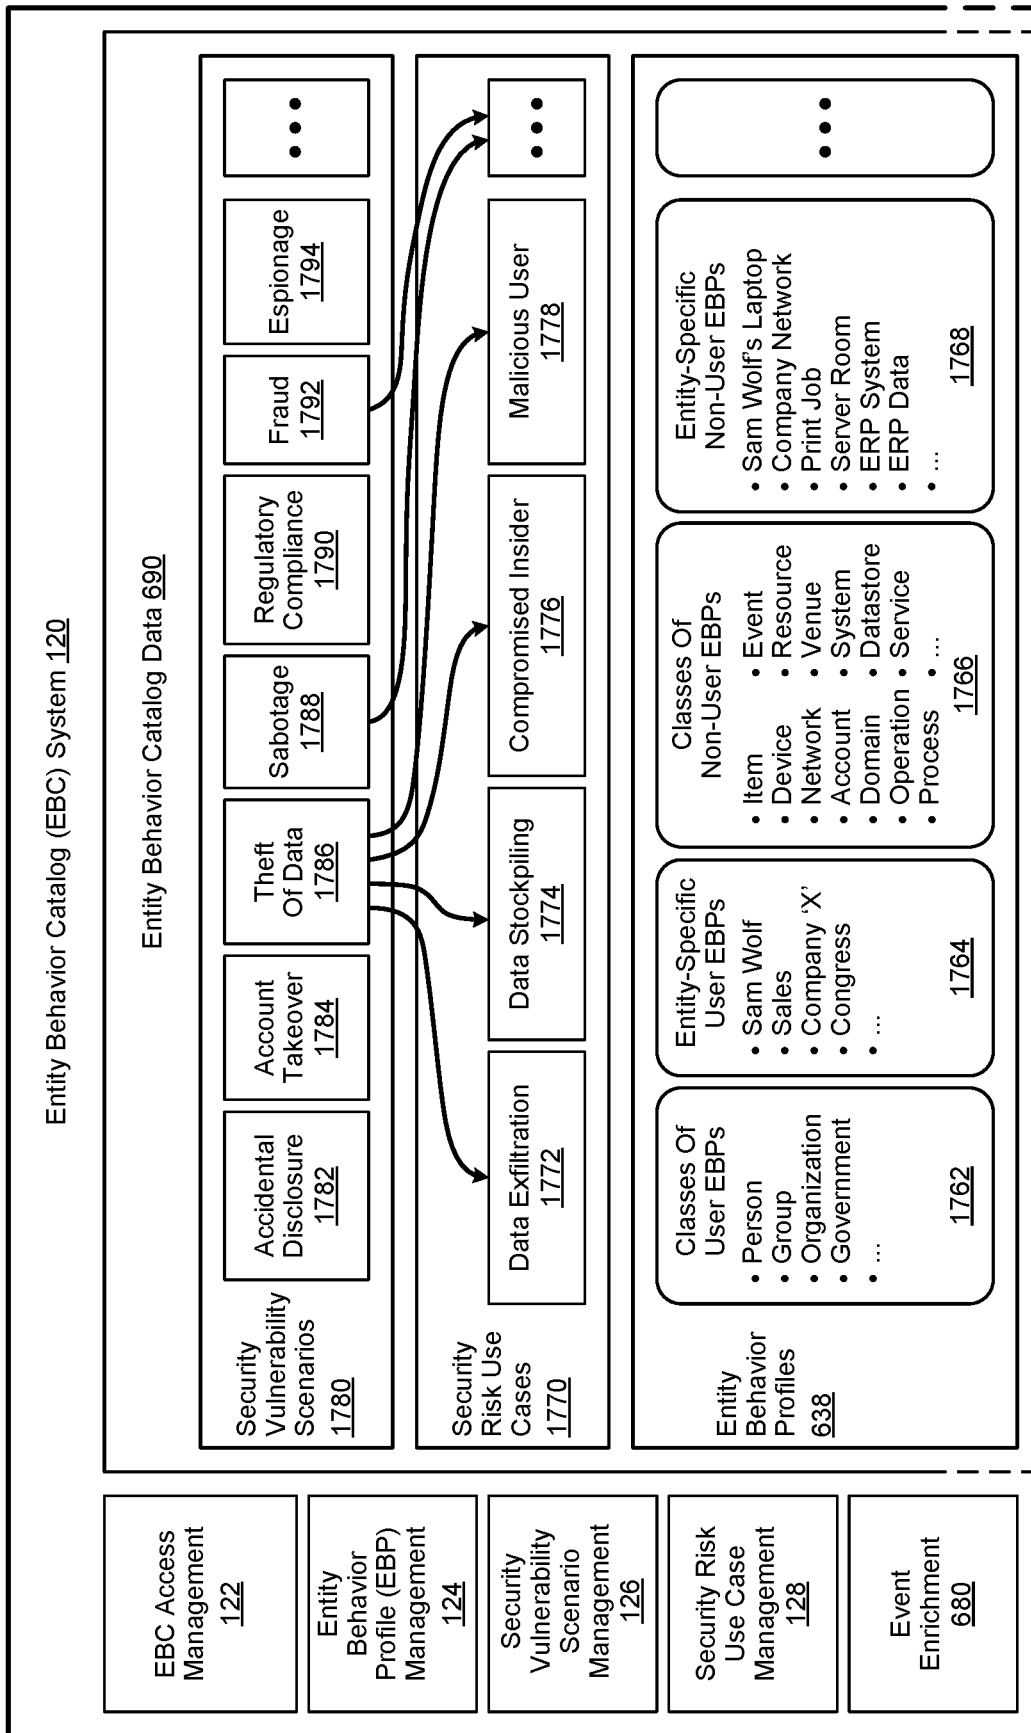 Entity Behavior Catalog (EBC) System 120
EBC Access
Management
122
Entity
Behavior
Profile (EBP)
Management
124
Security
Vulnerability
Scenario
Management
126
Security Risk
Use Case
Management
128
Event
Enrichment
680
Entity Behavior Catalog Data 690
Security
Vulnerability
Scenarios
1780
Accidental
Disclosure
1782
Account
Takeover
1784
Theft
Of Data
1786
Sabotage
1788
Regulatory
Compliance
1790
Fraud
1792
Espionage
1794
•••
Security
Risk Use
Cases
1770
Data Exfiltration
1772
Data Stockpiling
1774
Compromised Insider
1776
Malicious User
1778
•••
Entity
Behavior
Profiles
638
Classes Of
User EBPs
• Person
• Group
• Organization
• Government
• ...
1762
Entity-Specific
User EBPs
• Sam Wolf
• Sales
• Company ‘X’
• Congress
• ...
1764
Classes Of
Non-User EBPs
• Item • Event
• Device • Resource
• Network • Venue
• Account • System
• Domain • Datastore
• Operation • Service
• Process • ...
1766
Entity-Specific
Non-User EBPs
• Sam Wolf's Laptop
• Company Network
• Print Job
• Server Room
• ERP System
• ERP Data
• ...
1768
•••